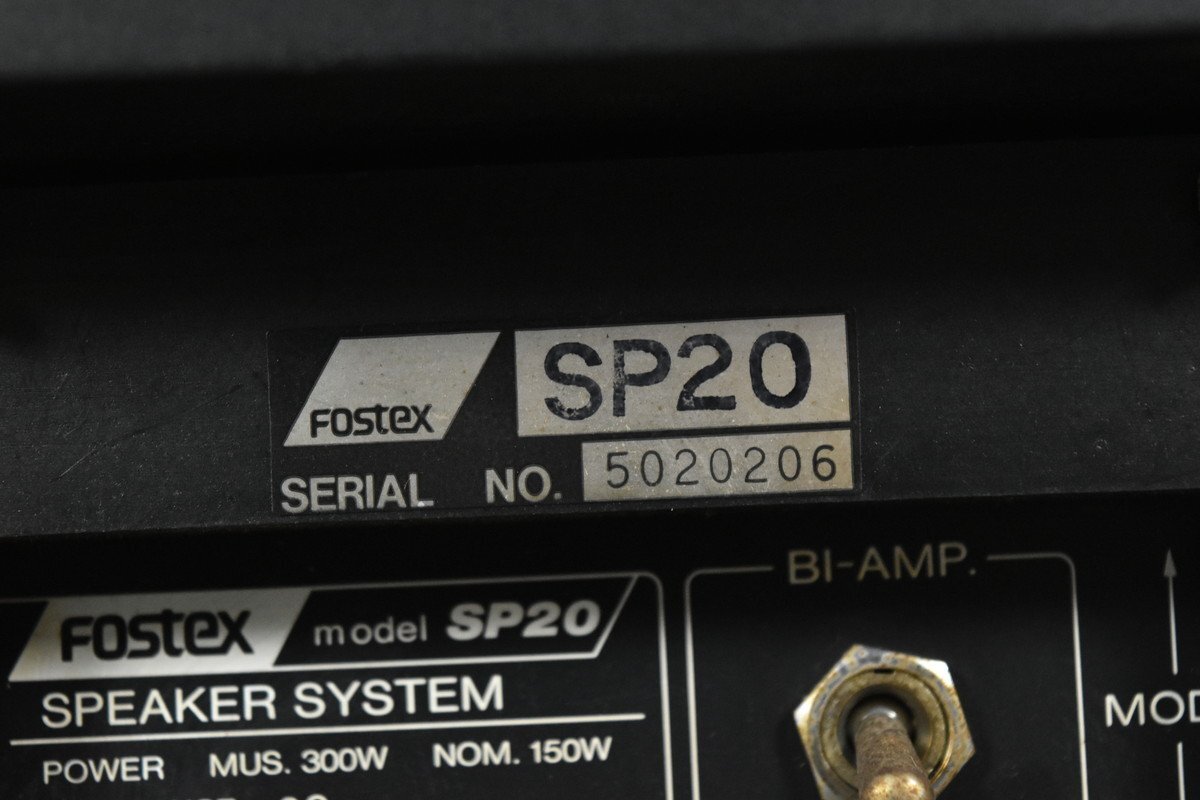 FOSTEX SP20
SERIAL NO. 5020206
BI-AMP.
FOSTEX model SP20
SPEAKER SYSTEM
POWER MUS. 300W NOM. 150W